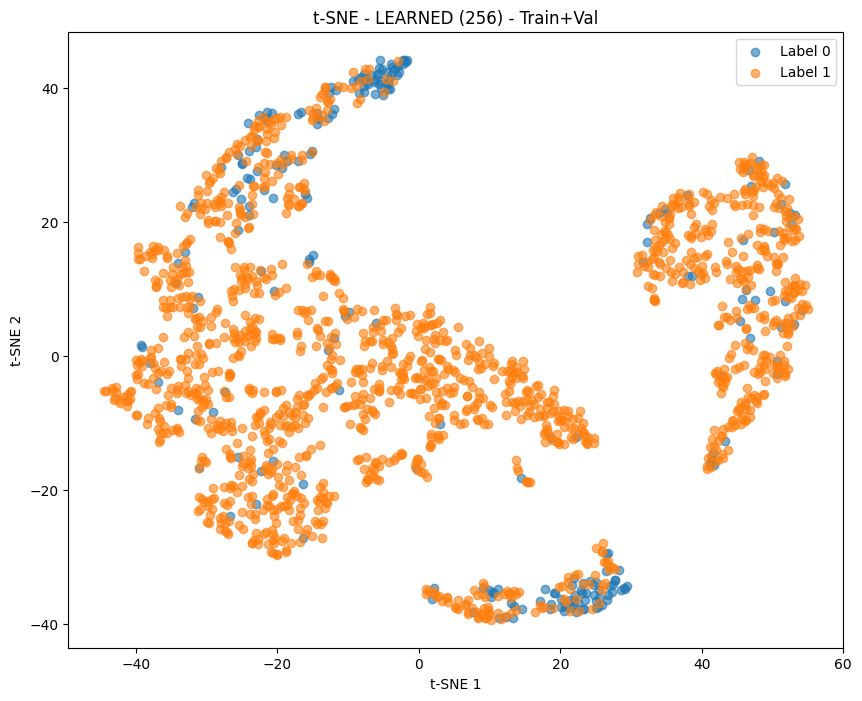 t-SNE - LEARNED (256) - Train+Val
Label 0
Label 1
t-SNE 2
40
20
0
−20
−40
−40
−20
0
20
40
60
t-SNE 1